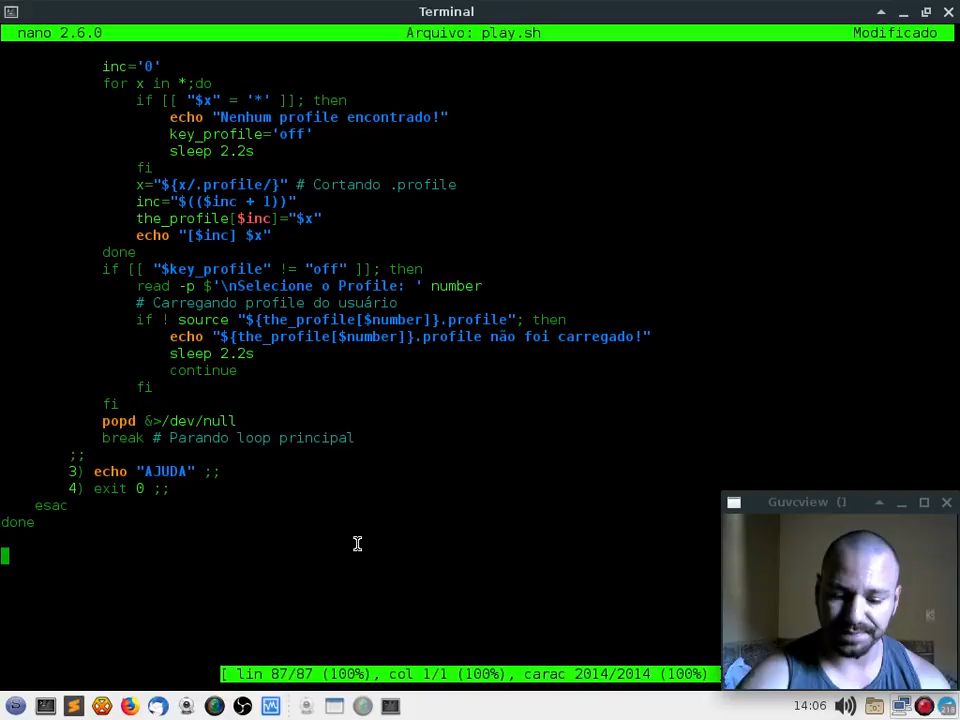 Terminal
nano 2.6.0 Arquivo: play.sh Modificado
inc='0'
for x in *;do
if [[ "$x" = '*' ]]; then
echo "Nenhum profile encontrado!"
key_profile='off'
sleep 2.2s
fi
x="${x/.profile/}" # Cortando .profile
inc="$(($inc + 1))"
the_profile[$inc]="$x"
echo "[$inc] $x"
done
if [[ "$key_profile" != "off" ]]; then
read -p $'\nSelecione o Profile: ' number
# Carregando profile do usuário
if ! source "${the_profile[$number]}.profile"; then
echo "${the_profile[$number]}.profile não foi carregado!"
sleep 2.2s
continue
fi
fi
popd &>/dev/null
break # Parando loop principal
;;
3) echo "AJUDA" ;;
4) exit 0 ;;
esac
done
Guvcview []
[ lin 87/87 (100%), col 1/1 (100%), carac 2014/2014 (100%) ]
14:06